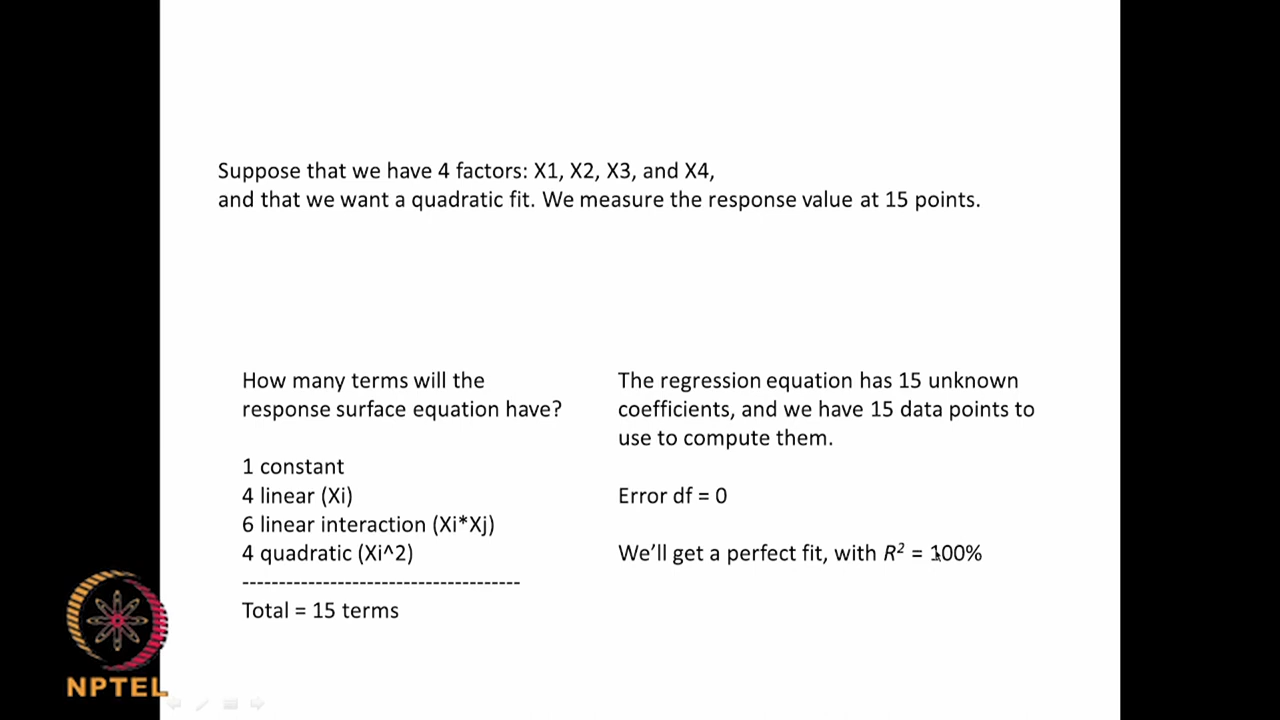 Suppose that we have 4 factors: X1, X2, X3, and X4,
and that we want a quadratic fit. We measure the response value at 15 points.
How many terms will the
response surface equation have?
1 constant
4 linear (Xi)
6 linear interaction (Xi*Xj)
4 quadratic (Xi^2)
--------------------------------------
Total = 15 terms
The regression equation has 15 unknown
coefficients, and we have 15 data points to
use to compute them.
Error df = 0
We’ll get a perfect fit, with R² = 100%
NPTEL